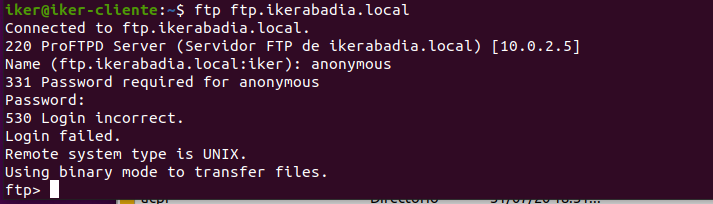 iker@iker-cliente:~$ ftp ftp.ikerabadia.local
Connected to ftp.ikerabadia.local.
220 ProFTPD Server (Servidor FTP de ikerabadia.local) [10.0.2.5]
Name (ftp.ikerabadia.local:iker): anonymous
331 Password required for anonymous
Password:
530 Login incorrect.
Login failed.
Remote system type is UNIX.
Using binary mode to transfer files.
ftp>